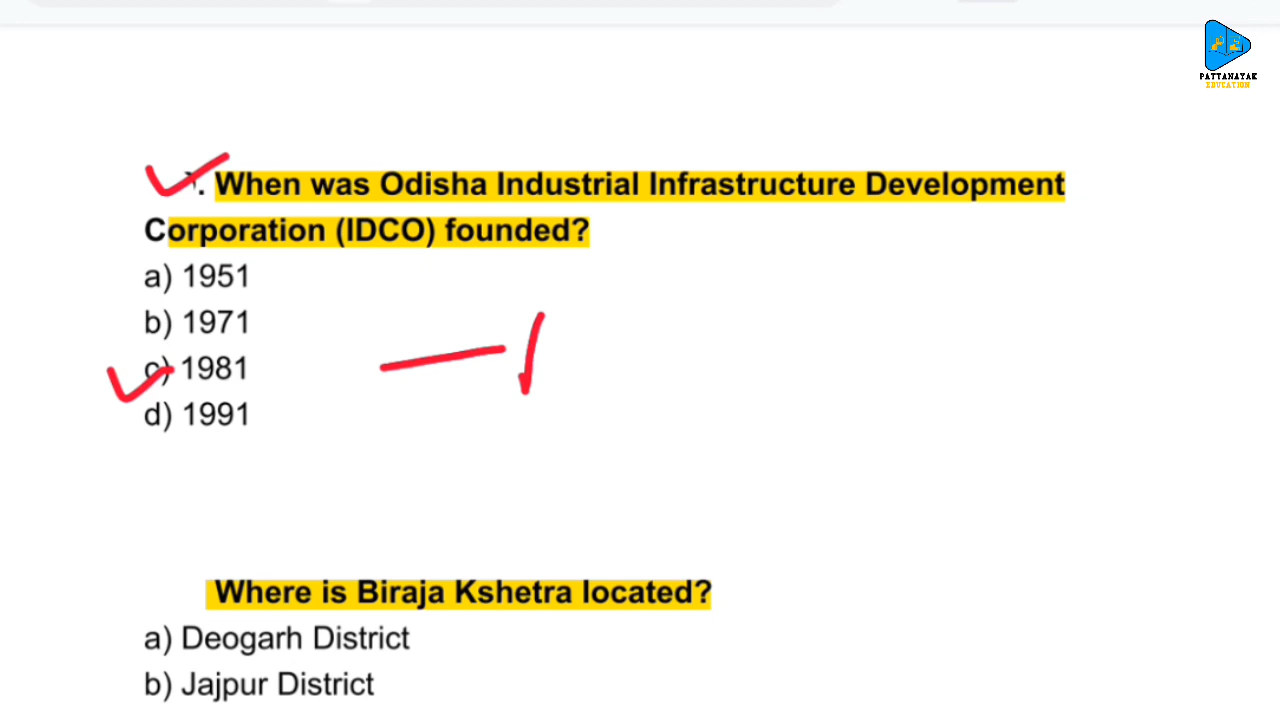 PATTANAYAK
EDUCATION
. When was Odisha Industrial Infrastructure Development
Corporation (IDCO) founded?
a) 1951
b) 1971
c) 1981
d) 1991
Where is Biraja Kshetra located?
a) Deogarh District
b) Jajpur District